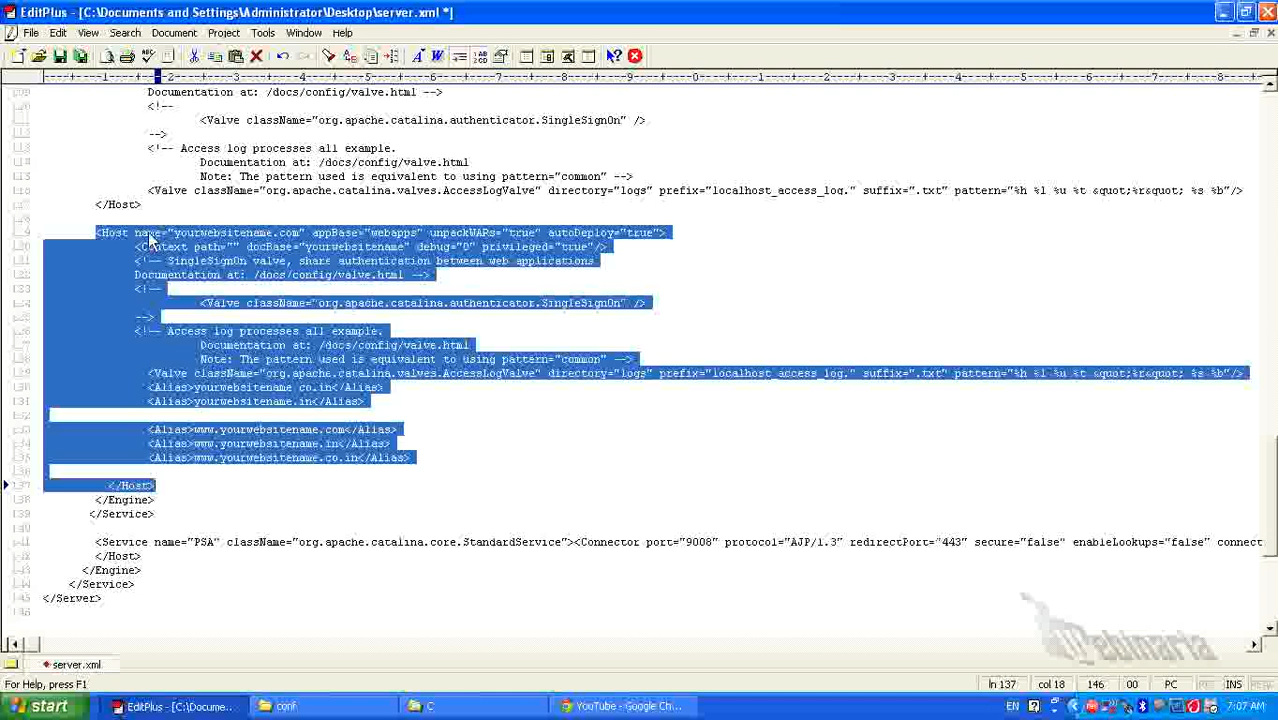 EditPlus - [C:\Documents and Settings\Administrator\Desktop\server.xml *]
File Edit View Search Document Project Tools Window Help
Documentation at: /docs/config/valve.html -->
<!--
<Valve className="org.apache.catalina.authenticator.SingleSignOn" />
-->
<!-- Access log processes all example.
Documentation at: /docs/config/valve.html
Note: The pattern used is equivalent to using pattern="common" -->
<Valve className="org.apache.catalina.valves.AccessLogValve" directory="logs" prefix="localhost_access_log." suffix=".txt" pattern="%h %l %u %t &quot;%r&quot; %s %b"/>
</Host>
<Host name="yourwebsitename.com" appBase="webapps" unpackWARs="true" autoDeploy="true">
<Context path="" docBase="yourwebsitename" debug="0" privileged="true"/>
<!-- SingleSignOn valve, share authentication between web applications
Documentation at: /docs/config/valve.html -->
<!--
<Valve className="org.apache.catalina.authenticator.SingleSignOn" />
-->
<!-- Access log processes all example.
Documentation at: /docs/config/valve.html
Note: The pattern used is equivalent to using pattern="common" -->
<Valve className="org.apache.catalina.valves.AccessLogValve" directory="logs" prefix="localhost_access_log." suffix=".txt" pattern="%h %l %u %t &quot;%r&quot; %s %b"/>
<Alias>yourwebsitename.co.in</Alias>
<Alias>yourwebsitename.in</Alias>
<Alias>www.yourwebsitename.com</Alias>
<Alias>www.yourwebsitename.in</Alias>
<Alias>www.yourwebsitename.co.in</Alias>
</Host>
</Engine>
</Service>
<Service name="PSA" className="org.apache.catalina.core.StandardService"><Connector port="9008" protocol="AJP/1.3" redirectPort="443" secure="false" enableLookups="false" connect
</Host>
</Engine>
</Service>
</Server>
Webinaria
server.xml
For Help, press F1 ln 137 col 18 146 00 PC INS
start EditPlus - [C:\Docume... conf C YouTube - Google Ch... EN 7:07 AM